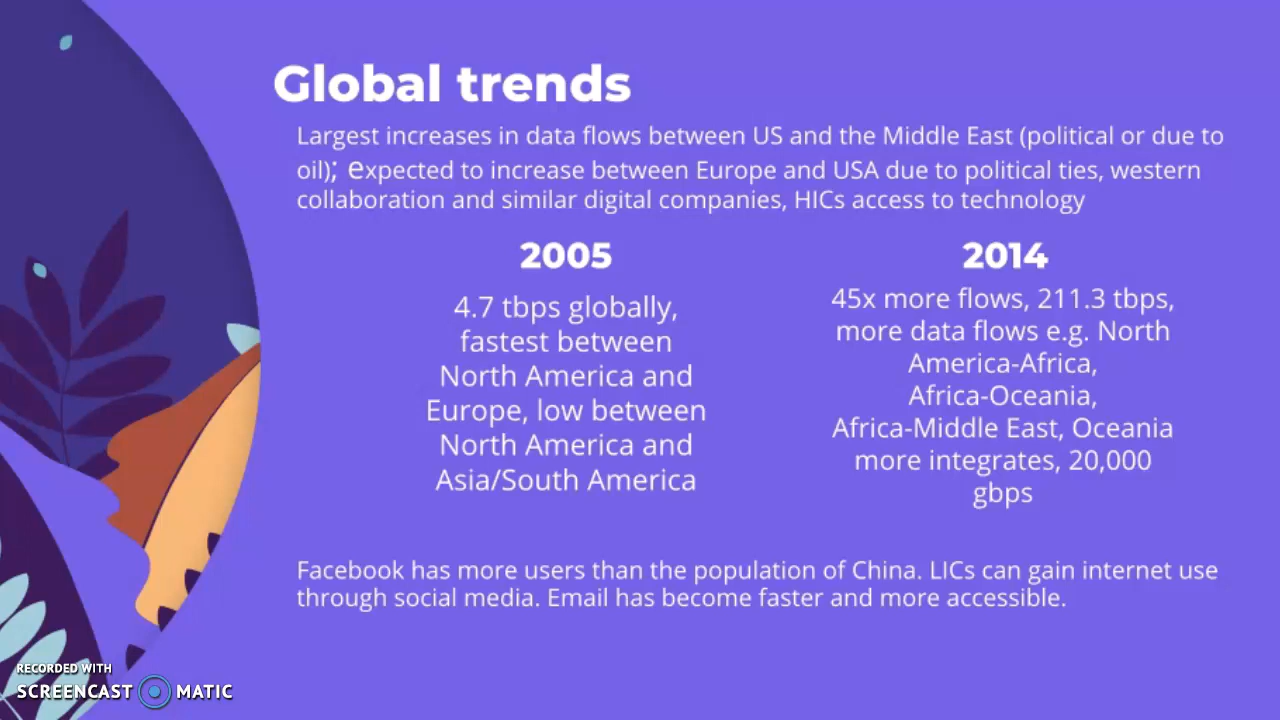 Global trends
Largest increases in data flows between US and the Middle East (political or due to
oil); expected to increase between Europe and USA due to political ties, western
collaboration and similar digital companies, HICs access to technology
2005
4.7 tbps globally,
fastest between
North America and
Europe, low between
North America and
Asia/South America
2014
45x more flows, 211.3 tbps,
more data flows e.g. North
America-Africa,
Africa-Oceania,
Africa-Middle East, Oceania
more integrates, 20,000
gbps
Facebook has more users than the population of China. LICs can gain internet use
through social media. Email has become faster and more accessible.
RECORDED WITH
SCREENCAST MATIC